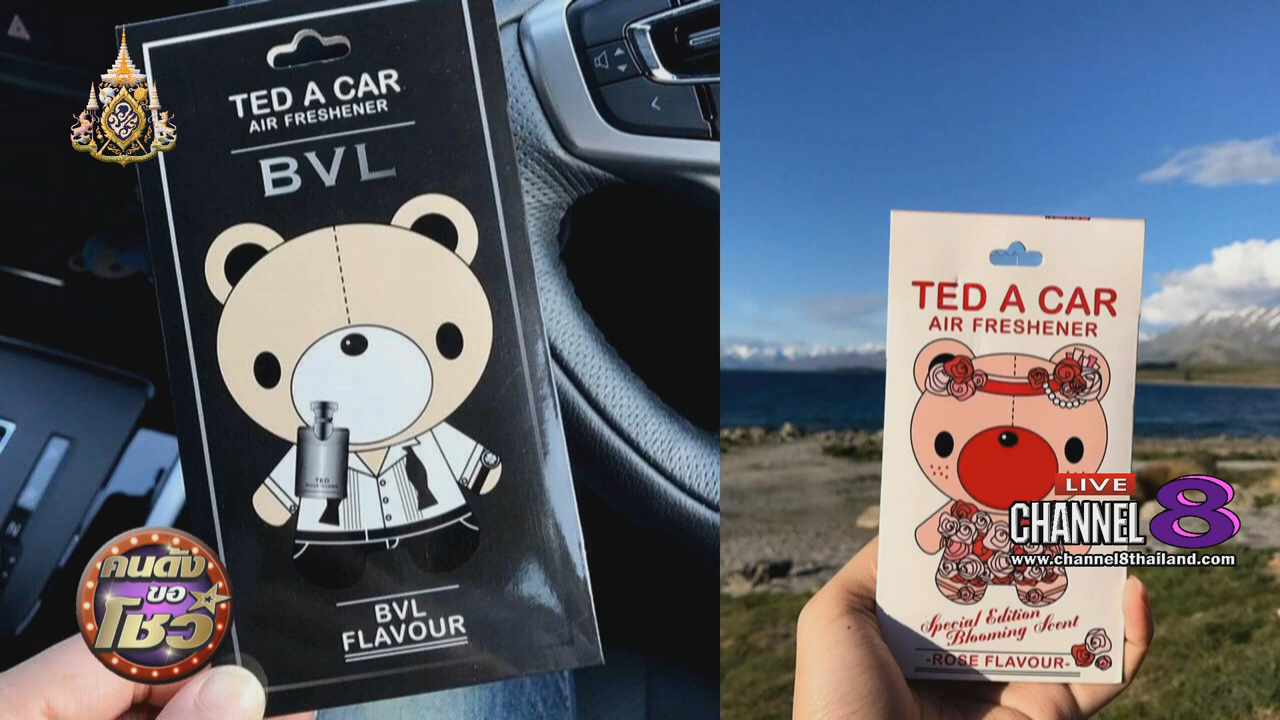 TED A CAR
AIR FRESHENER
BVL
TED
BVL
FLAVOUR
คนดัง
ขอ
โชว์
TED A CAR
AIR FRESHENER
LIVE
CHANNEL 8
www.channel8thailand.com
Special Edition
Blooming Scent
-ROSE FLAVOUR-